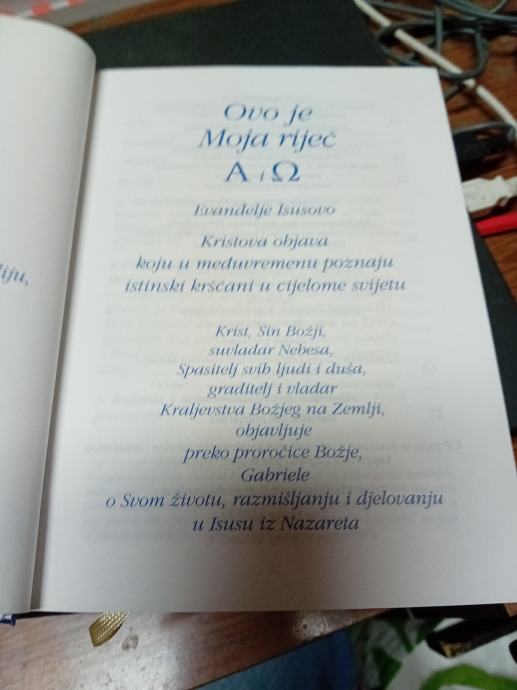 liju,
Ovo je
Moja riječ
A i Ω
Evanđelje Isusovo
Kristova objava
koju u međuvremenu poznaju
istinski kršćani u cijelome svijetu
Krist, Sin Božji,
suvladar Nebesa,
Spasitelj svih ljudi i duša,
graditelj i vladar
Kraljevstva Božjeg na Zemlji,
objavljuje
preko proročice Božje,
Gabriele
o Svom životu, razmišljanju i djelovanju
u Isusu iz Nazareta